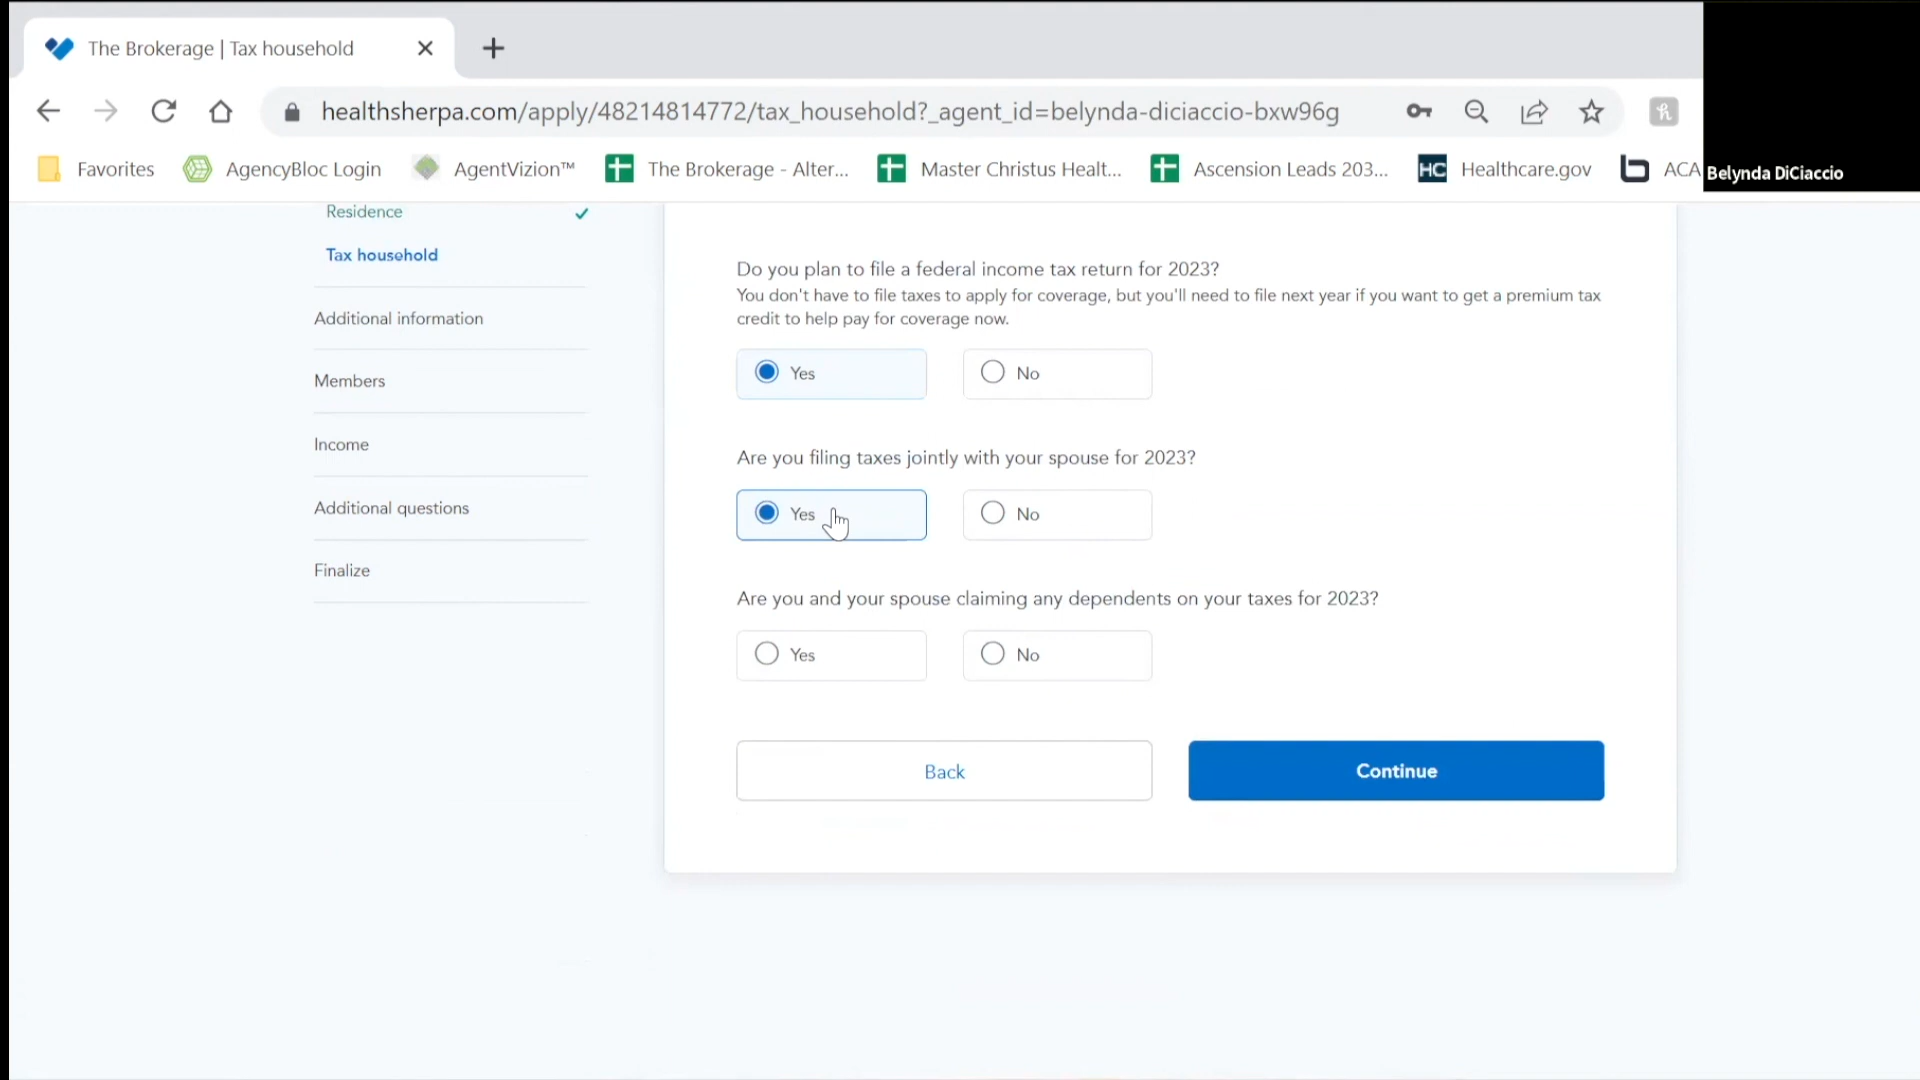 The Brokerage | Tax household
healthsherpa.com/apply/48214814772/tax_household?_agent_id=belynda-diciaccio-bxw96g
Favorites
AgencyBloc Login
AgentVizion™
The Brokerage - Alter...
Master Christus Healt...
Ascension Leads 203...
HC
Healthcare.gov
ACA
Belynda DiCiaccio
Residence
Tax household
Additional information
Members
Income
Additional questions
Finalize
Do you plan to file a federal income tax return for 2023?
You don't have to file taxes to apply for coverage, but you'll need to file next year if you want to get a premium tax
credit to help pay for coverage now.
Yes
No
Are you filing taxes jointly with your spouse for 2023?
Yes
No
Are you and your spouse claiming any dependents on your taxes for 2023?
Yes
No
Back
Continue